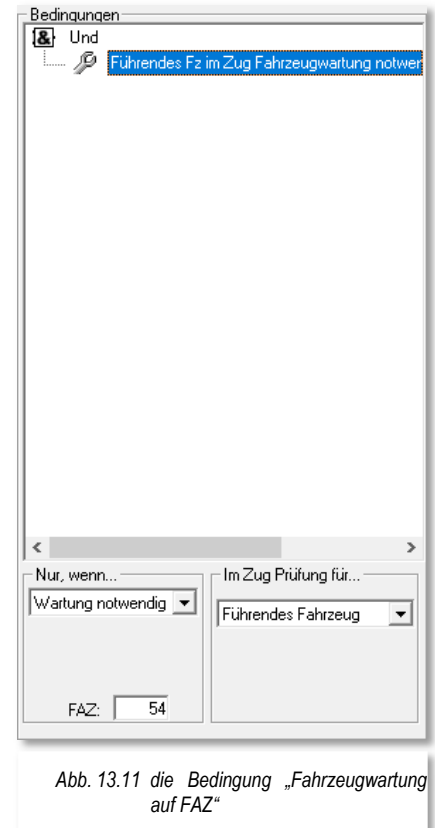 Bedingungen
& Und
Führendes Fz im Zug Fahrzeugwartung notwer
Nur, wenn...
Wartung notwendig
FAZ: 54
Im Zug Prüfung für...
Führendes Fahrzeug
Abb. 13.11 die Bedingung „Fahrzeugwartung
auf FAZ“